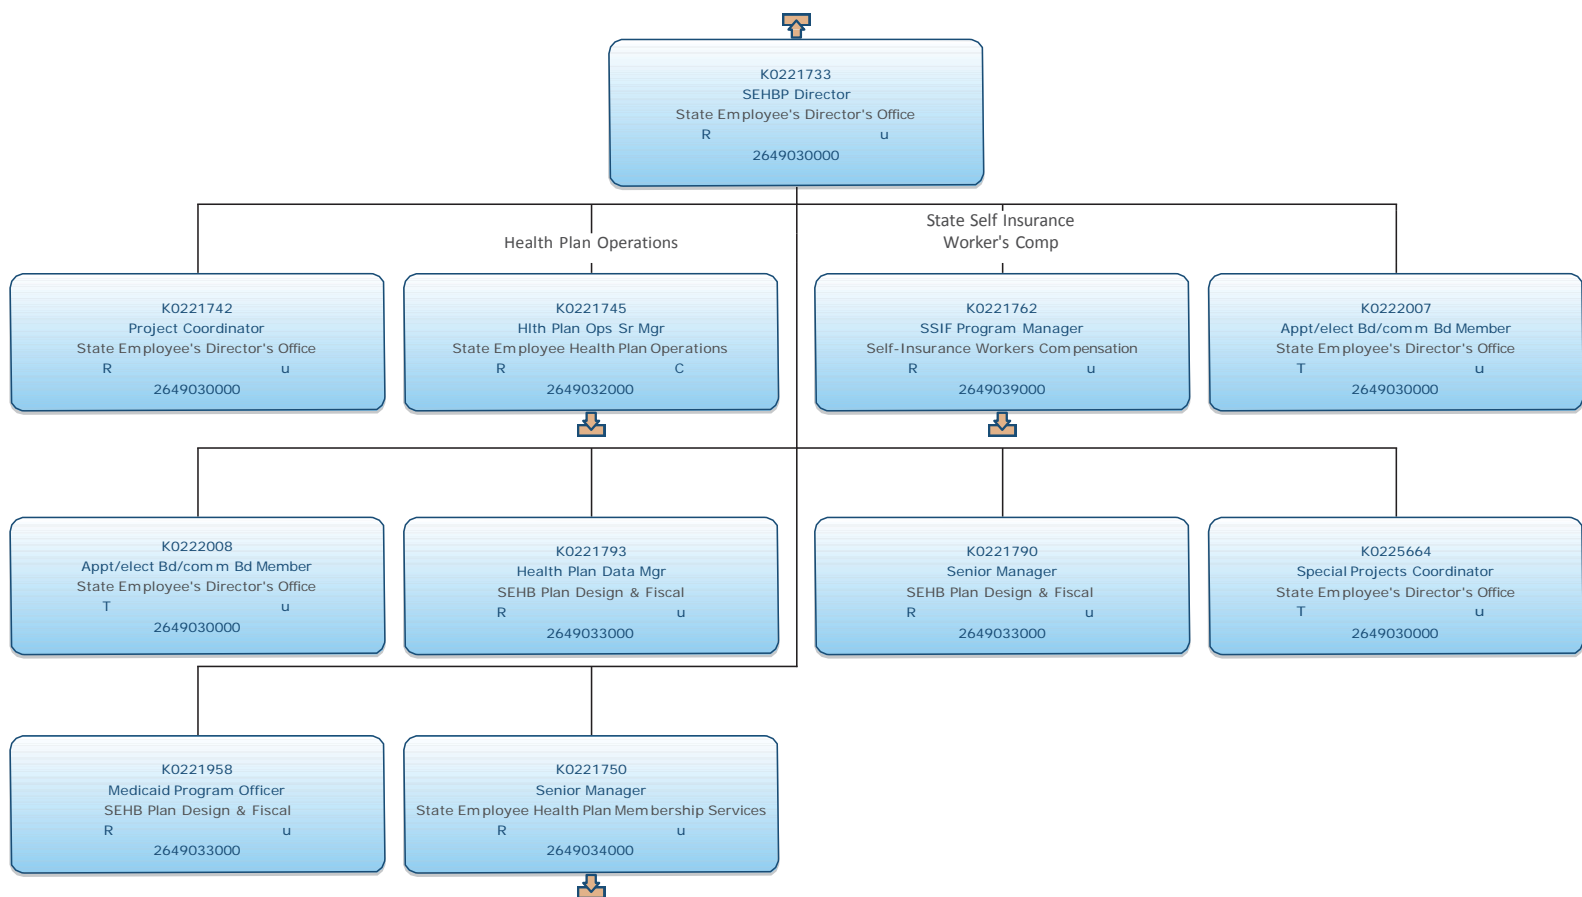 K0221733
SEHBP Director
State Employee's Director's Office
R u
2649030000
Health Plan Operations
State Self Insurance
Worker's Comp
K0221742
Project Coordinator
State Employee's Director's Office
R u
2649030000
K0221745
Hlth Plan Ops Sr Mgr
State Employee Health Plan Operations
R C
2649032000
K0221762
SSIF Program Manager
Self-Insurance Workers Compensation
R u
2649039000
K0222007
Appt/elect Bd/comm Bd Member
State Employee's Director's Office
T u
2649030000
K0222008
Appt/elect Bd/comm Bd Member
State Employee's Director's Office
T u
2649030000
K0221793
Health Plan Data Mgr
SEHB Plan Design & Fiscal
R u
2649033000
K0221790
Senior Manager
SEHB Plan Design & Fiscal
R u
2649033000
K0225664
Special Projects Coordinator
State Employee's Director's Office
T u
2649030000
K0221958
Medicaid Program Officer
SEHB Plan Design & Fiscal
R u
2649033000
K0221750
Senior Manager
State Employee Health Plan Membership Services
R u
2649034000